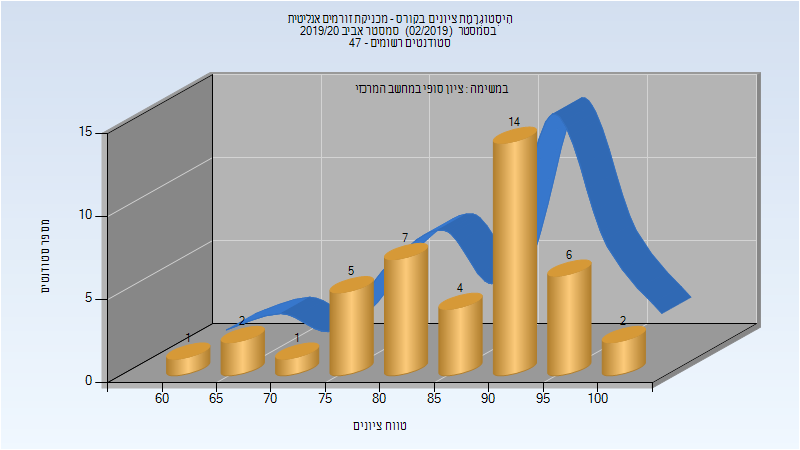 היסטוגרמת ציונים בקורס - מכניקת זורמים אנליטית
בסמסטר (02/2019) סמסטר אביב 2019/20
סטודנטים רשומים - 47
במשימה : ציון סופי במחשב המרכזי
מספר סטודנטים
15
10
5
0
1
2
1
5
7
4
14
6
2
60 65 70 75 80 85 90 95 100
טווח ציונים